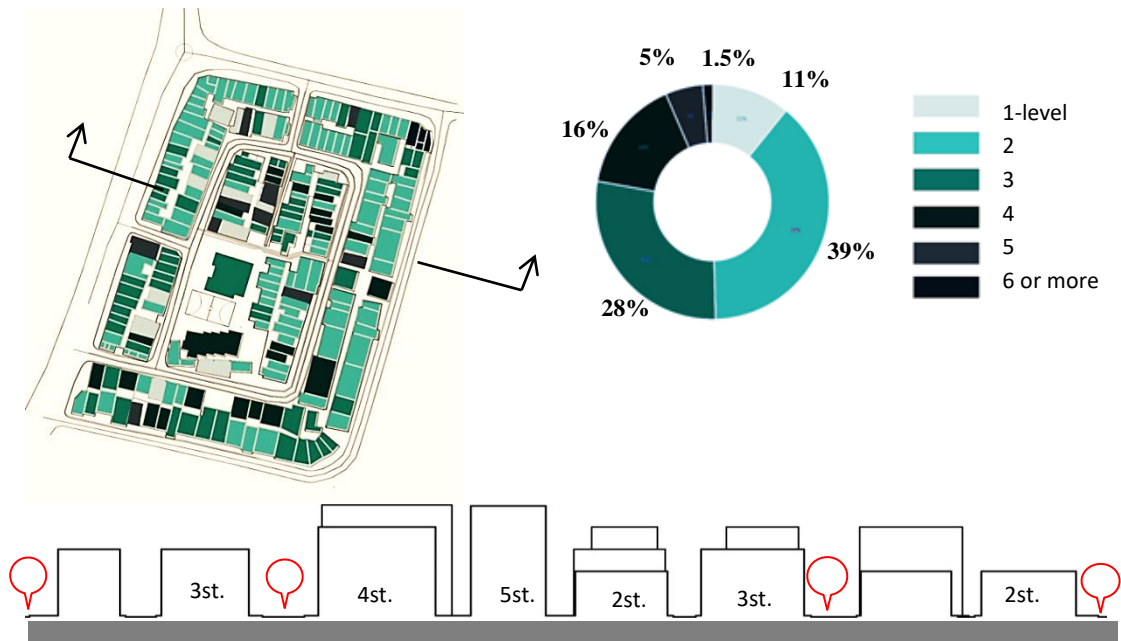 5%
1.5%
11%
16%
39%
28%
1-level
2
3
4
5
6 or more
3st.
4st.
5st.
2st.
3st.
2st.